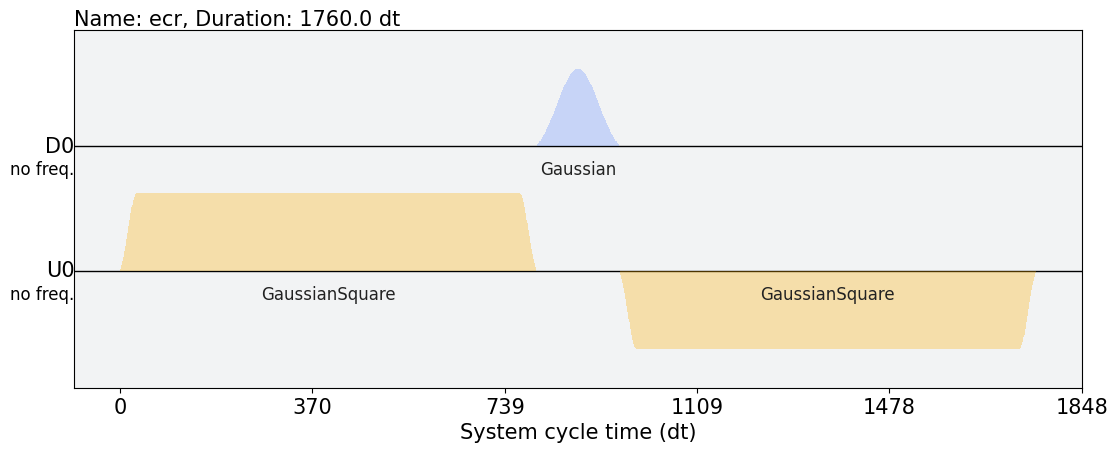 Name: ecr, Duration: 1760.0 dt
D0
no freq.
Gaussian
U0
no freq.
GaussianSquare
GaussianSquare
0 370 739 1109 1478 1848
System cycle time (dt)